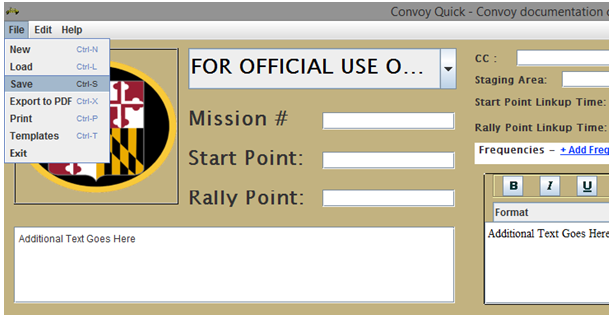 Convoy Quick - Convoy documentation
File Edit Help
New Ctrl-N
Load Ctrl-L
Save Ctrl-S
Export to PDF Ctrl-X
Print Ctrl-P
Templates Ctrl-T
Exit
FOR OFFICIAL USE O...
Mission #
Start Point:
Rally Point:
Additional Text Goes Here
CC :
Staging Area:
Start Point Linkup Time:
Rally Point Linkup Time:
Frequencies – + Add Freq
B I U
Format
Additional Text Goes Here